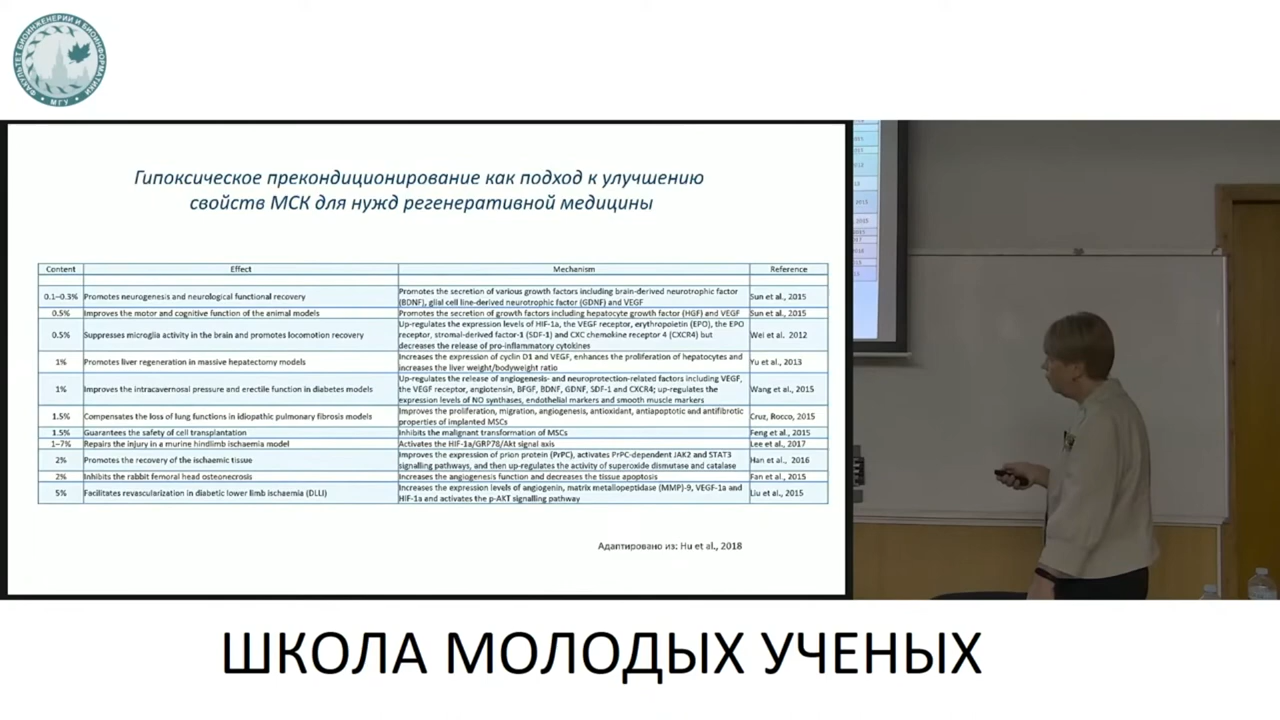 ФАКУЛЬТЕТ БИОИНЖЕНЕРИИ И БИОИНФОРМАТИКИ
МГУ
Гипоксическое прекондиционирование как подход к улучшению
свойств МСК для нужд регенеративной медицины
Content Effect Mechanism Reference
0.1–0.3% Promotes neurogenesis and neurological functional recovery Promotes the secretion of various growth factors including brain-derived neurotrophic factor (BDNF), glial cell line-derived neurotrophic factor (GDNF) and VEGF Sun et al., 2015
0.5% Improves the motor and cognitive function of the animal models Promotes the secretion of growth factors including hepatocyte growth factor (HGF) and VEGF Sun et al., 2015
0.5% Suppresses microglia activity in the brain and promotes locomotion recovery Up-regulates the expression levels of HIF-1a, the VEGF receptor, erythropoietin (EPO), the EPO receptor, stromal-derived factor-1 (SDF-1) and CXC chemokine receptor 4 (CXCR4) but decreases the release of pro-inflammatory cytokines Wei et al. 2012
1% Promotes liver regeneration in massive hepatectomy models Increases the expression of cyclin D1 and VEGF, enhances the proliferation of hepatocytes and increases the liver weight/bodyweight ratio Yu et al., 2013
1% Improves the intracavernosal pressure and erectile function in diabetes models Up-regulates the release of angiogenesis- and neuroprotection-related factors including VEGF, the VEGF receptor, angiotensin, BFGF, BDNF, GDNF, SDF-1 and CXCR4; up-regulates the expression levels of NO synthases, endothelial markers and smooth muscle markers Wang et al., 2015
1.5% Compensates the loss of lung functions in idiopathic pulmonary fibrosis models Improves the proliferation, migration, angiogenesis, antioxidant, antiapoptotic and antifibrotic properties of implanted MSCs Cruz, Rocco, 2015
1.5% Guarantees the safety of cell transplantation Inhibits the malignant transformation of MSCs Feng et al., 2015
1–7% Repairs the injury in a murine hindlimb ischaemia model Activates the HIF-1a/GRP78/Akt signal axis Lee et al., 2017
2% Promotes the recovery of the ischaemic tissue Improves the expression of prion protein (PrPC), activates PrPC-dependent JAK2 and STAT3 signalling pathways, and then up-regulates the activity of superoxide dismutase and catalase Han et al., 2016
2% Inhibits the rabbit femoral head osteonecrosis Increases the angiogenesis function and decreases the tissue apoptosis Fan et al., 2015
5% Facilitates revascularization in diabetic lower limb ischaemia (DLLI) Increases the expression levels of angiogenin, matrix metallopeptidase (MMP)-9, VEGF-1a and HIF-1a and activates the p-AKT signalling pathway Liu et al., 2015
Адаптировано из: Hu et al., 2018
ШКОЛА МОЛОДЫХ УЧЕНЫХ